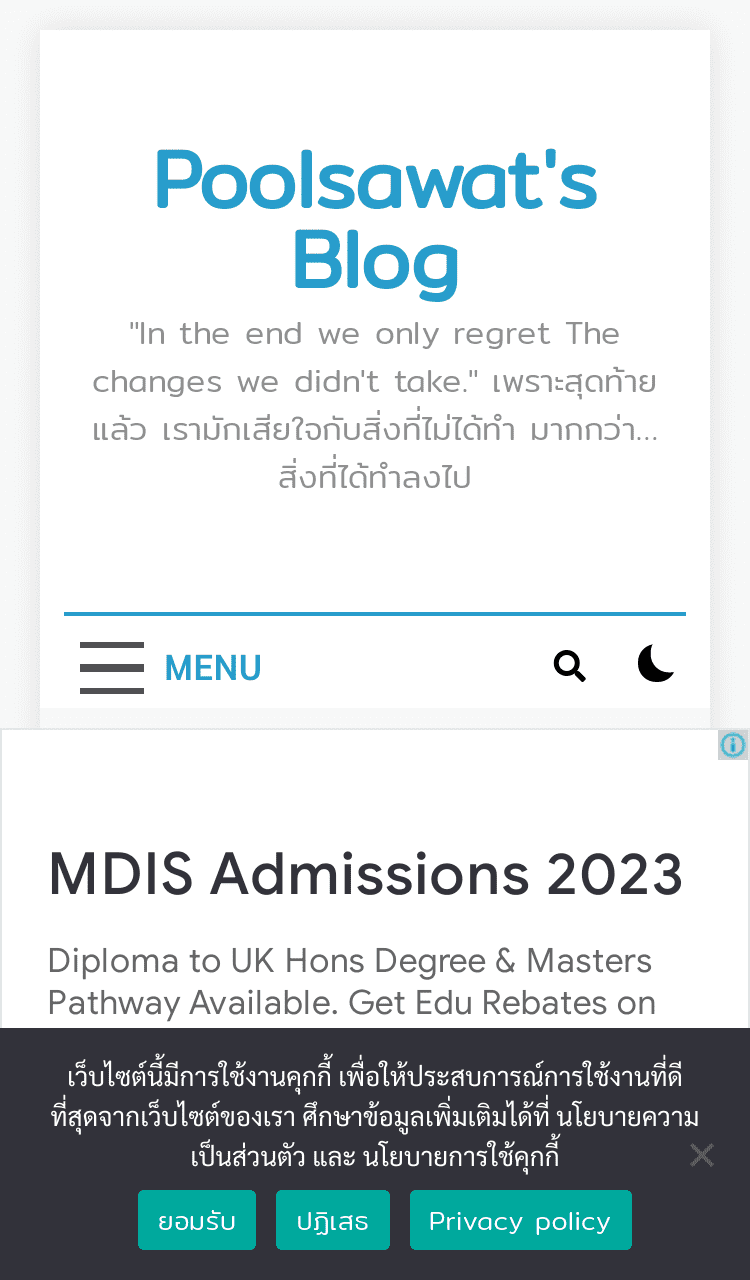 Poolsawat's
Blog
"In the end we only regret The
changes we didn't take." เพราะสุดท้าย
แล้ว เรามักเสียใจกับสิ่งที่ไม่ได้ทำ มากกว่า...
สิ่งที่ได้ทำลงไป
MENU
MDIS Admissions 2023
Diploma to UK Hons Degree & Masters
Pathway Available. Get Edu Rebates on
เว็บไซต์นี้มีการใช้งานคุกกี้ เพื่อให้ประสบการณ์การใช้งานที่ดี
ที่สุดจากเว็บไซต์ของเรา ศึกษาข้อมูลเพิ่มเติมได้ที่ นโยบายความ
เป็นส่วนตัว และ นโยบายการใช้คุกกี้
ยอมรับ ปฏิเสธ Privacy policy